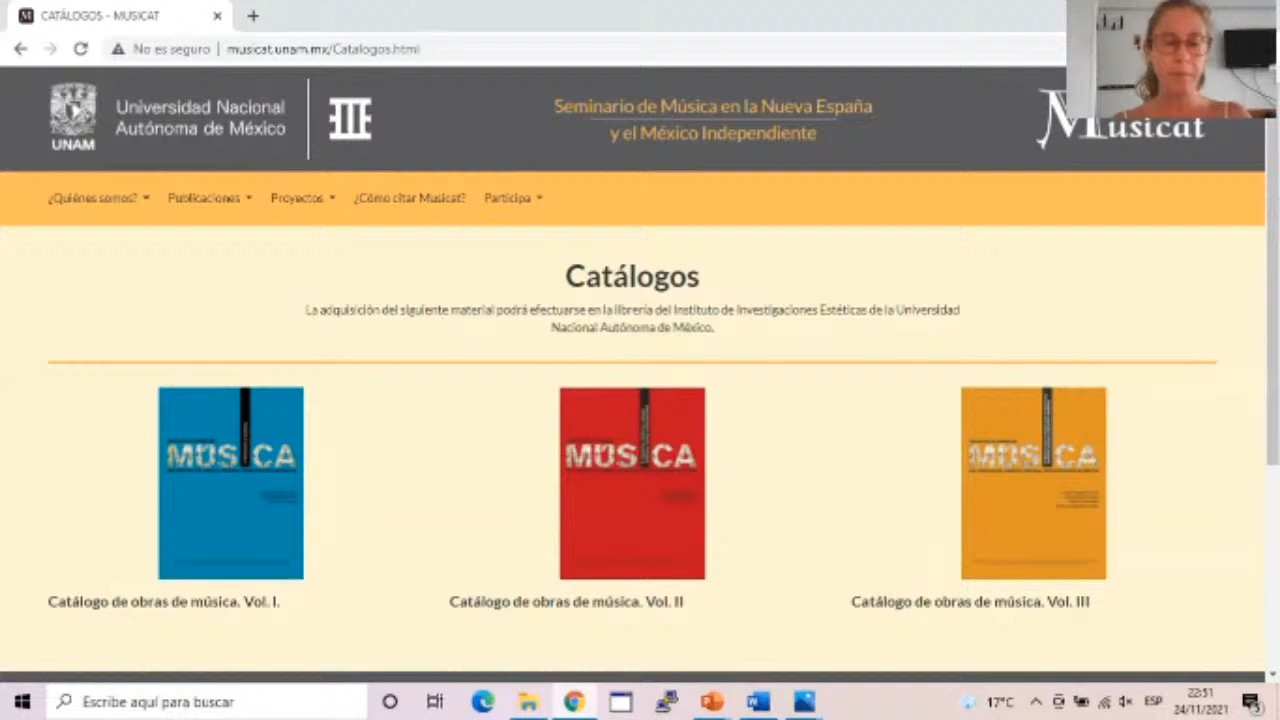 CATÁLOGOS - MUSICAT
No es seguro
musicat.unam.mx/Catalogos.html
Universidad Nacional
Autónoma de México
UNAM
Seminario de Música en la Nueva España
y el México Independiente
Musicat
¿Quiénes somos?
Publicaciones
Proyectos
¿Cómo citar Musicat?
Participa
Catálogos
La adquisición del siguiente material podrá efectuarse en la librería del Instituto de Investigaciones Estéticas de la Universidad
Nacional Autónoma de México.
MÚSICA
MÚSICA
MÚSICA
Catálogo de obras de música. Vol. I.
Catálogo de obras de música. Vol. II
Catálogo de obras de música. Vol. III
Escribe aquí para buscar
17°C
ESP
22:51
24/11/2021